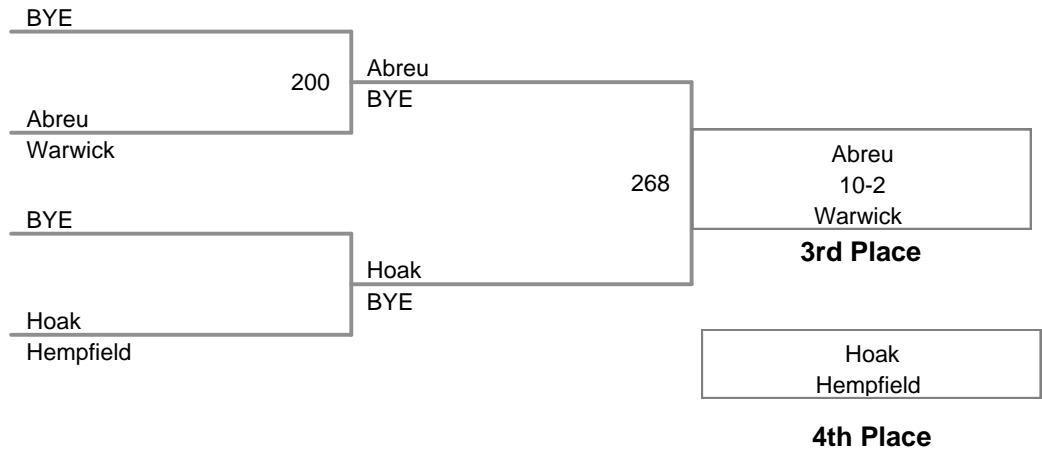 BYE
200
Abreu
BYE
Abreu
Warwick
268
Abreu
10-2
Warwick
3rd Place
BYE
Hoak
BYE
Hoak
Hempfield
Hoak
Hempfield
4th Place